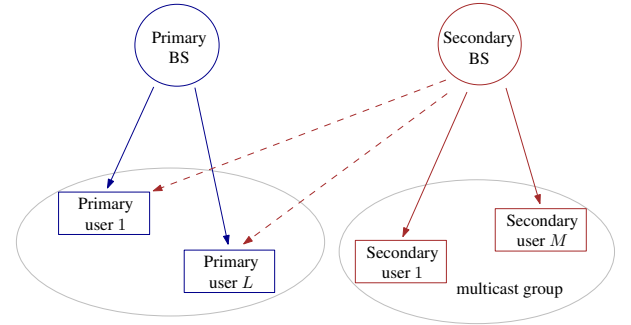 Primary
BS
Secondary
BS
Primary
user 1
Primary
user L
Secondary
user 1
Secondary
user M
multicast group